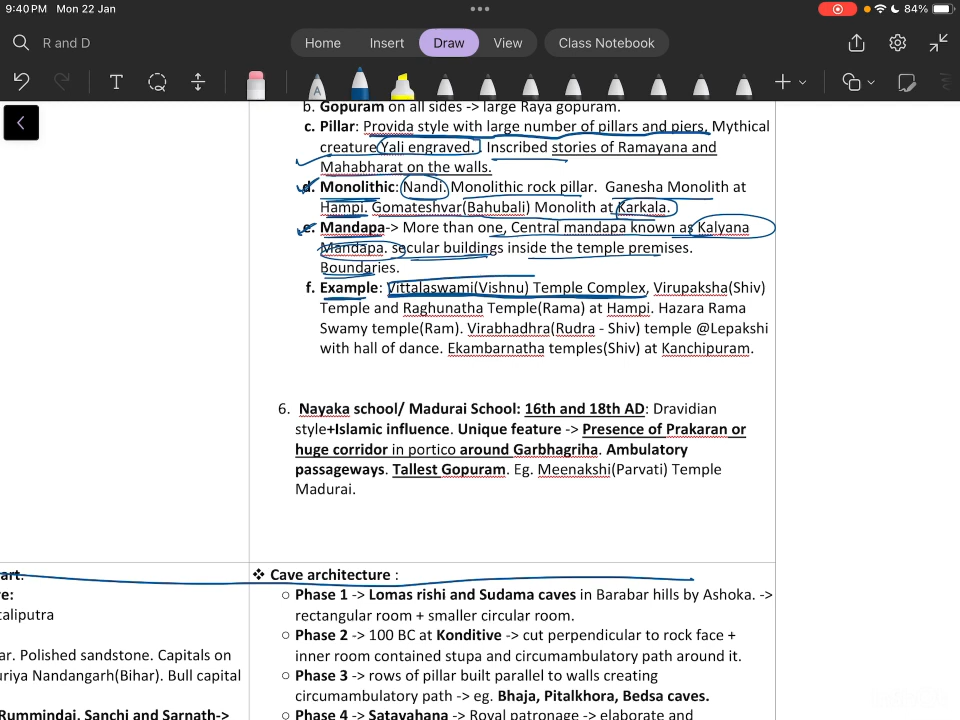 9:40 PM Mon 22 Jan
84%
R and D
Home Insert Draw View Class Notebook
T
A
b. Gopuram on all sides -> large Raya gopuram.
c. Pillar: Provida style with large number of pillars and piers, Mythical
creature Yali engraved. Inscribed stories of Ramayana and
Mahabharat on the walls.
d. Monolithic: Nandi. Monolithic rock pillar. Ganesha Monolith at
Hampi. Gomateshvar(Bahubali) Monolith at Karkala.
e. Mandapa-> More than one, Central mandapa known as Kalyana
Mandapa. secular buildings inside the temple premises.
Boundaries.
f. Example: Vittalaswami(Vishnu) Temple Complex, Virupaksha(Shiv)
Temple and Raghunatha Temple(Rama) at Hampi. Hazara Rama
Swamy temple(Ram). Virabhadhra(Rudra - Shiv) temple @Lepakshi
with hall of dance. Ekambarnatha temples(Shiv) at Kanchipuram.
6. Nayaka school/ Madurai School: 16th and 18th AD: Dravidian
style+Islamic influence. Unique feature -> Presence of Prakaran or
huge corridor in portico around Garbhagriha. Ambulatory
passageways. Tallest Gopuram. Eg. Meenakshi(Parvati) Temple
Madurai.
art:
re:
taliputra
ar. Polished sandstone. Capitals on
uriya Nandangarh(Bihar). Bull capital
Rummindai, Sanchi and Sarnath->
❖ Cave architecture :
○ Phase 1 -> Lomas rishi and Sudama caves in Barabar hills by Ashoka. ->
rectangular room + smaller circular room.
○ Phase 2 -> 100 BC at Konditive -> cut perpendicular to rock face +
inner room contained stupa and circumambulatory path around it.
○ Phase 3 -> rows of pillar built parallel to walls creating
circumambulatory path -> eg. Bhaja, Pitalkhora, Bedsa caves.
○ Phase 4 -> Satavahana -> Royal patronage -> elaborate and